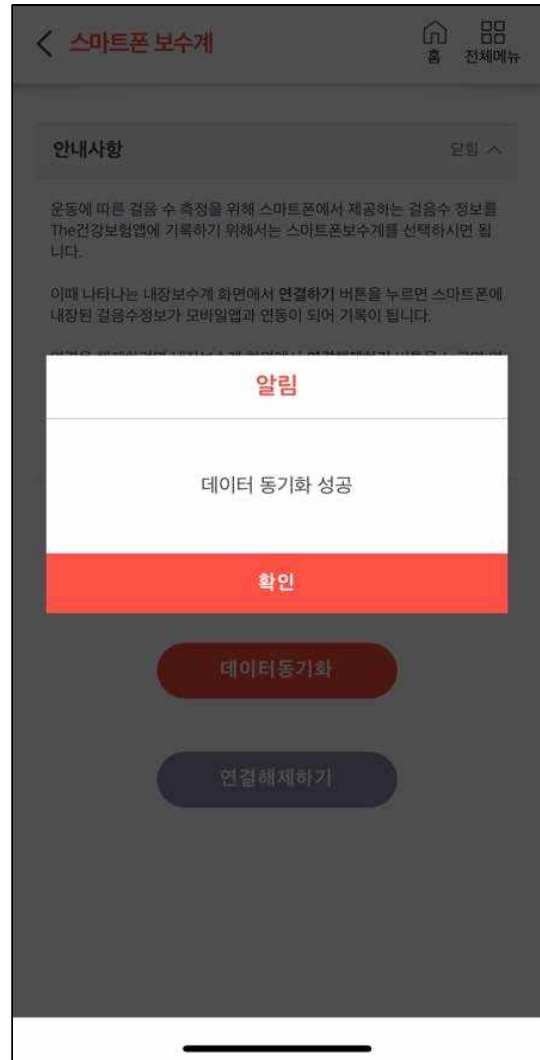 스마트폰 보수계
홈
전체메뉴
안내사항
닫힘
운동에 따른 걸음 수 측정을 위해 스마트폰에서 제공하는 걸음수 정보를
The건강보험앱에 기록하기 위해서는 스마트폰보수계를 선택하시면 됩
니다.
이때 나타나는 내장보수계 화면에서 연결하기 버튼을 누르면 스마트폰에
내장된 걸음수정보가 모바일앱과 연동이 되어 기록이 됩니다.
알림
데이터 동기화 성공
확인
데이터동기화
연결해제하기